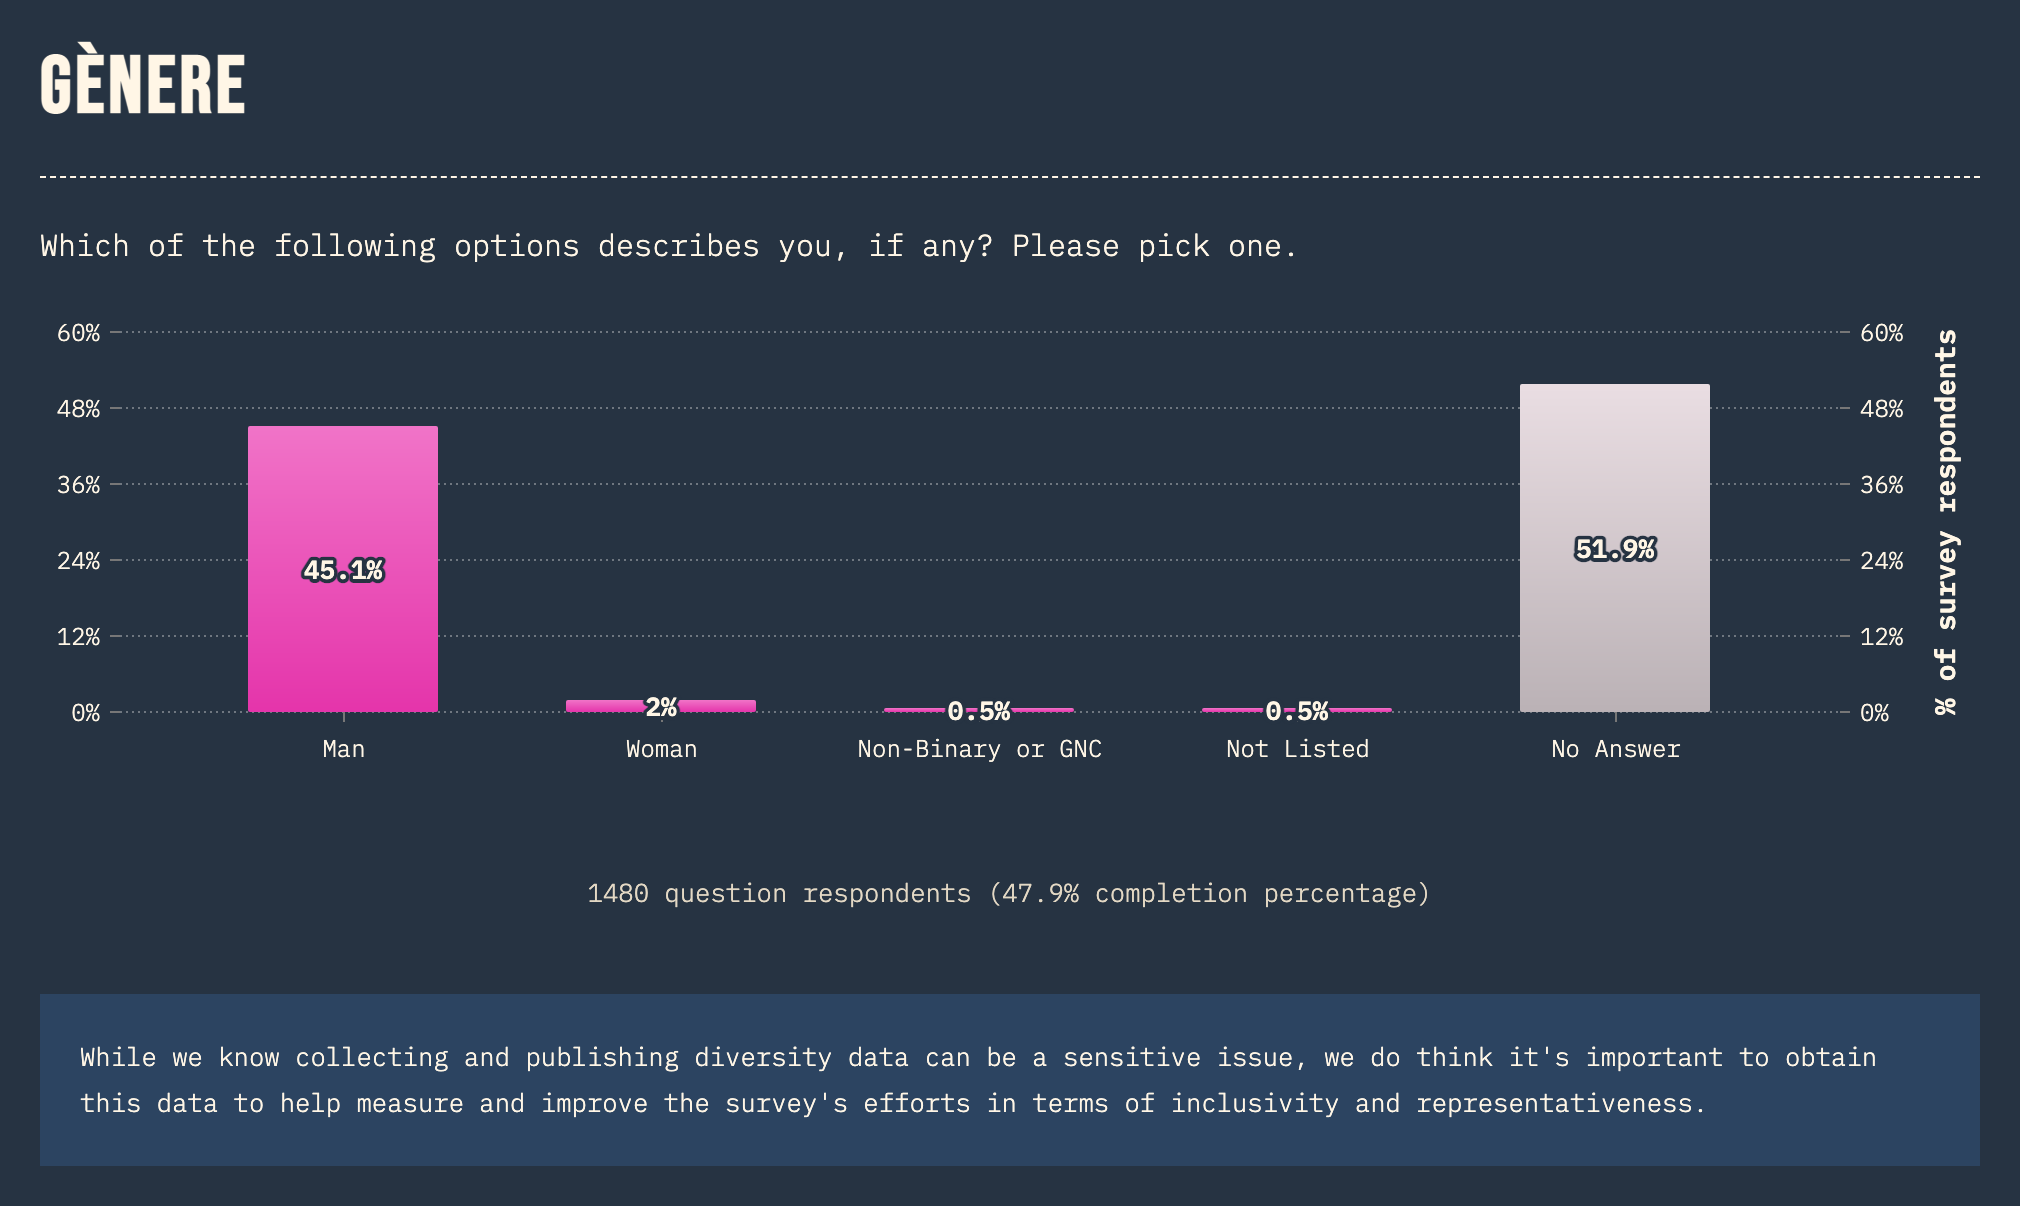 GÈNERE
Which of the following options describes you, if any? Please pick one.
60%
48%
36%
24%
12%
0%
60%
48%
36%
24%
12%
0%
% of survey respondents
45.1%
2%
0.5%
0.5%
51.9%
Man
Woman
Non-Binary or GNC
Not Listed
No Answer
1480 question respondents (47.9% completion percentage)
While we know collecting and publishing diversity data can be a sensitive issue, we do think it's important to obtain
this data to help measure and improve the survey's efforts in terms of inclusivity and representativeness.